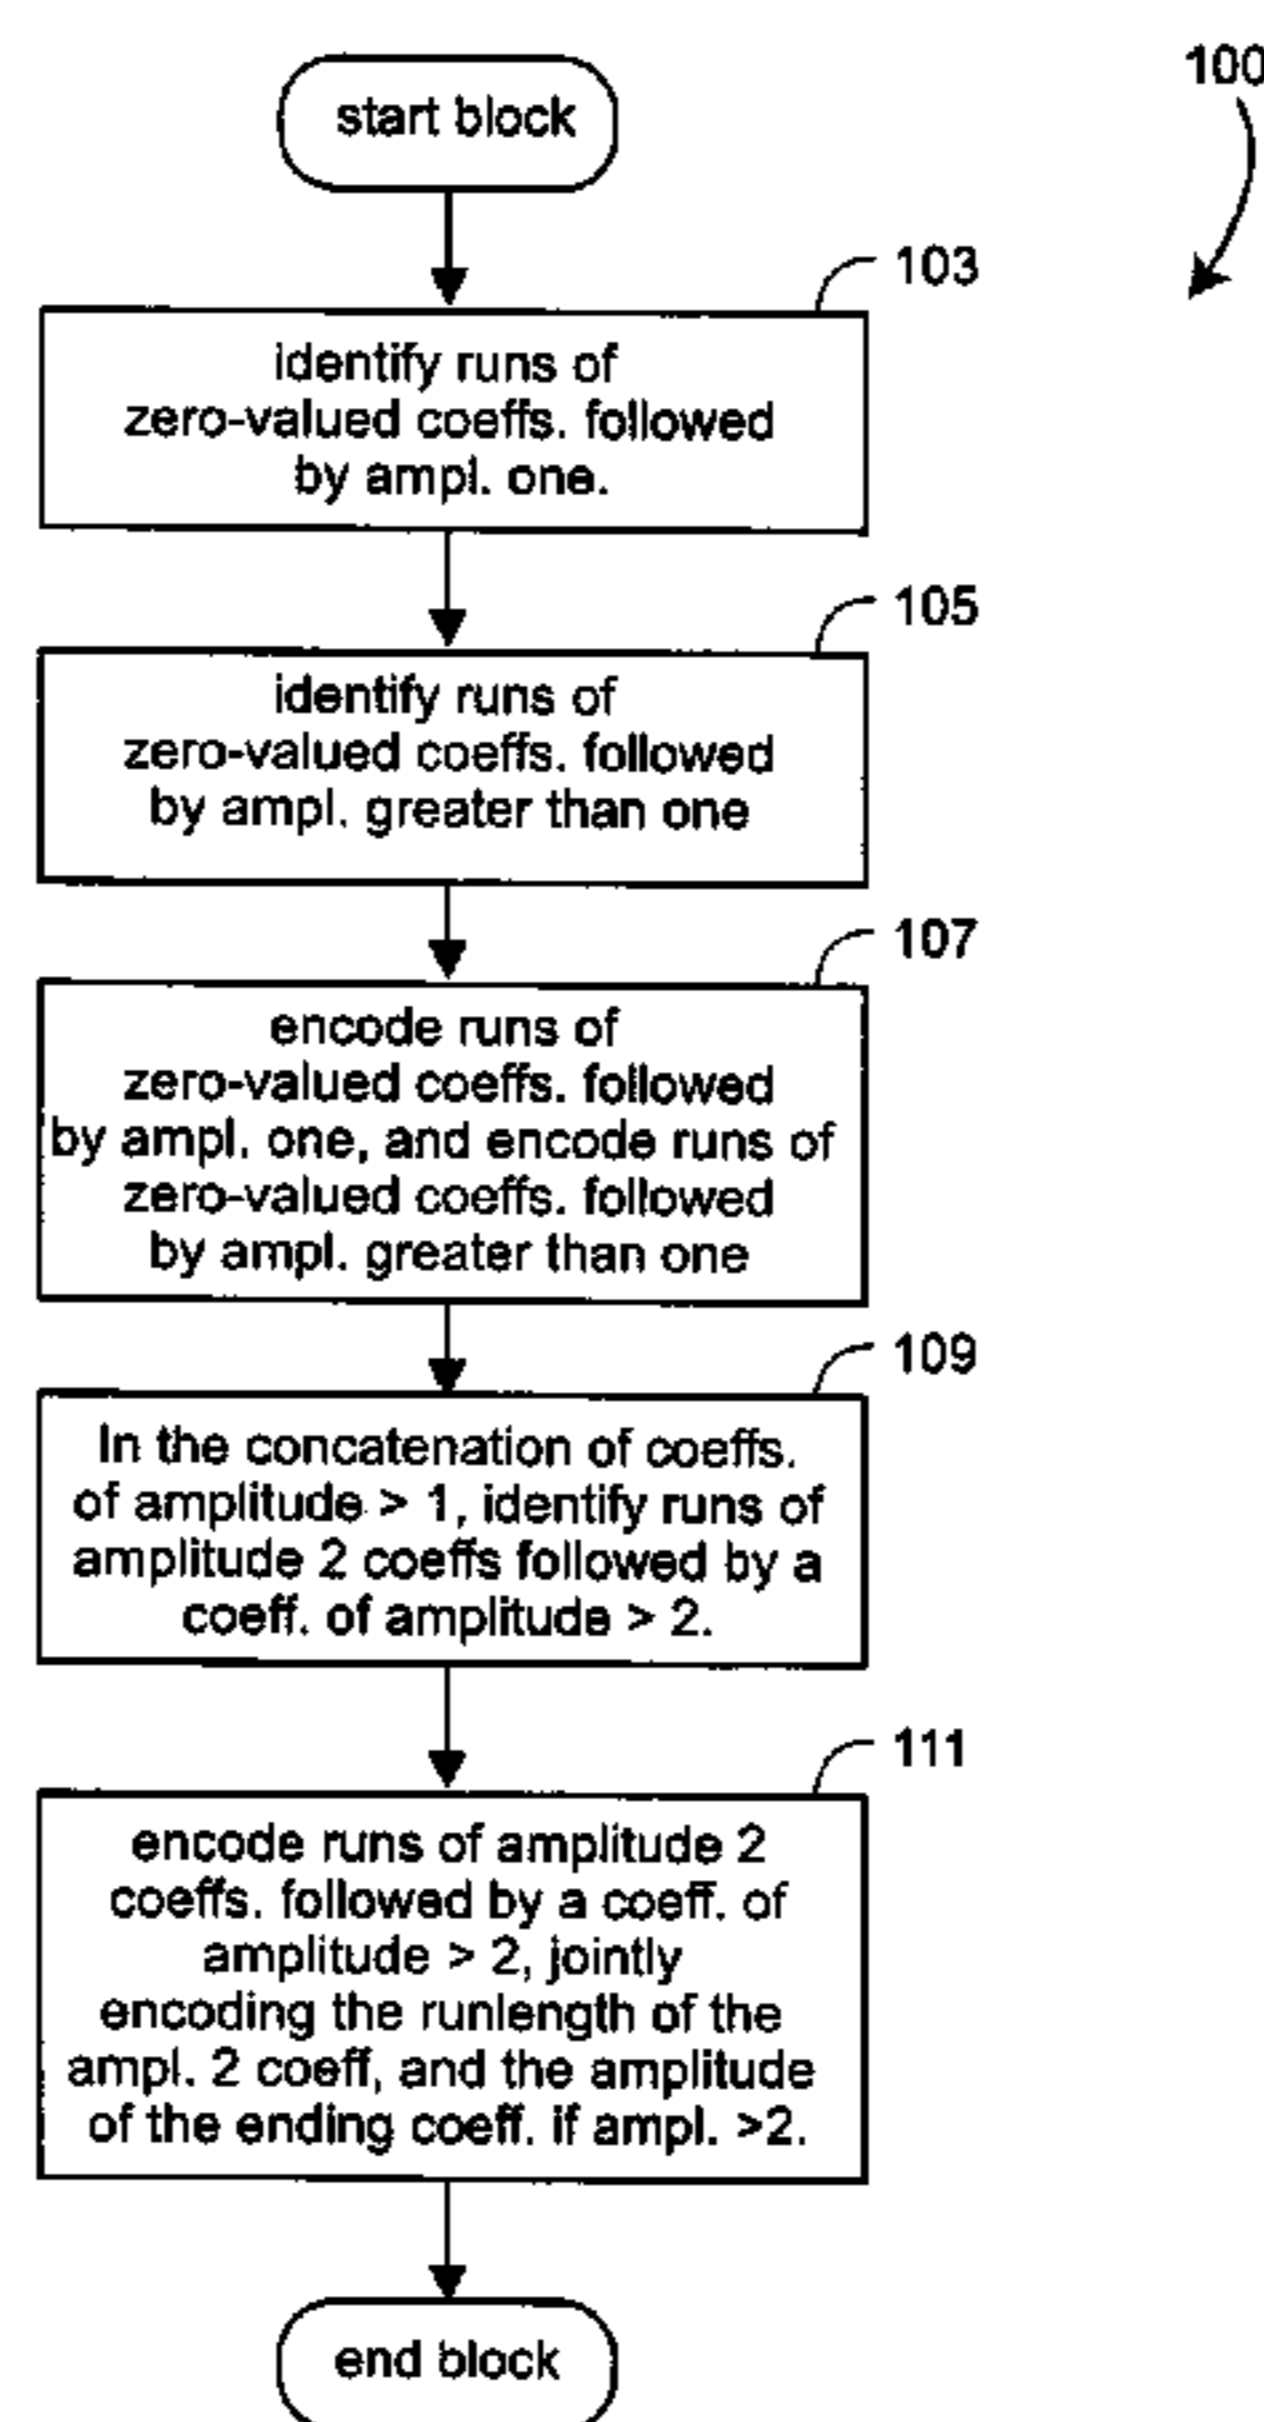 start block
100
103
identify runs of
zero-valued coeffs. followed
by ampl. one.
105
identify runs of
zero-valued coeffs. followed
by ampl. greater than one
107
encode runs of
zero-valued coeffs. followed
by ampl. one, and encode runs of
zero-valued coeffs. followed
by ampl. greater than one
109
In the concatenation of coeffs.
of amplitude > 1, identify runs of
amplitude 2 coeffs followed by a
coeff. of amplitude > 2.
111
encode runs of amplitude 2
coeffs. followed by a coeff. of
amplitude > 2, jointly
encoding the runlength of the
ampl. 2 coeff, and the amplitude
of the ending coeff. if ampl. >2.
end block